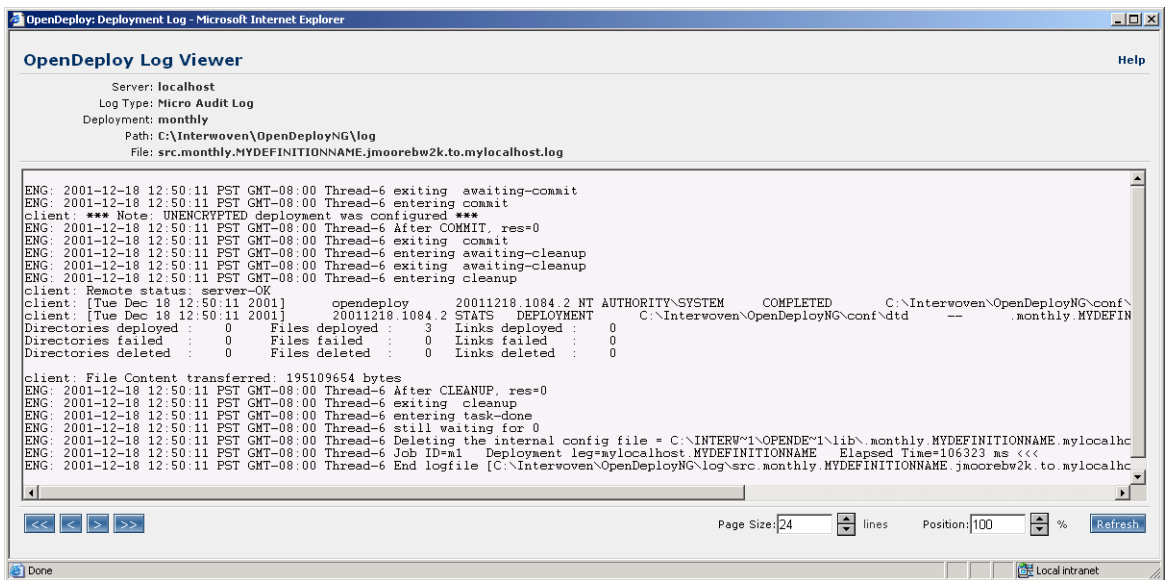 OpenDeploy: Deployment Log - Microsoft Internet Explorer
OpenDeploy Log Viewer
Help
Server: localhost
Log Type: Micro Audit Log
Deployment: monthly
Path: C:\Interwoven\OpenDeployNG\log
File: src.monthly.MYDEFINITIONNAME.jmoorebw2k.to.mylocalhost.log
ENG: 2001-12-18 12:50:11 PST GMT-08:00 Thread-6 exiting  awaiting-commit
ENG: 2001-12-18 12:50:11 PST GMT-08:00 Thread-6 entering commit
client: *** Note: UNENCRYPTED deployment was configured ***
ENG: 2001-12-18 12:50:11 PST GMT-08:00 Thread-6 After COMMIT, res=0
ENG: 2001-12-18 12:50:11 PST GMT-08:00 Thread-6 exiting  commit
ENG: 2001-12-18 12:50:11 PST GMT-08:00 Thread-6 entering awaiting-cleanup
ENG: 2001-12-18 12:50:11 PST GMT-08:00 Thread-6 exiting  awaiting-cleanup
ENG: 2001-12-18 12:50:11 PST GMT-08:00 Thread-6 entering cleanup
client: Remote status: server-OK
client: [Tue Dec 18 12:50:11 2001]     opendeploy     20011218.1084.2 NT AUTHORITY\SYSTEM     COMPLETED     C:\Interwoven\OpenDeployNG\conf\
client: [Tue Dec 18 12:50:11 2001]     20011218.1084.2 STATS   DEPLOYMENT     C:\Interwoven\OpenDeployNG\conf\dtd     --     .monthly.MYDEFIN
Directories deployed :    0     Files deployed :    3   Links deployed :    0
Directories failed   :    0     Files failed   :    0   Links failed   :    0
Directories deleted  :    0     Files deleted  :    0   Links deleted  :    0
client: File Content transferred: 195109654 bytes
ENG: 2001-12-18 12:50:11 PST GMT-08:00 Thread-6 After CLEANUP, res=0
ENG: 2001-12-18 12:50:11 PST GMT-08:00 Thread-6 exiting  cleanup
ENG: 2001-12-18 12:50:11 PST GMT-08:00 Thread-6 entering task-done
ENG: 2001-12-18 12:50:11 PST GMT-08:00 Thread-6 still waiting for 0
ENG: 2001-12-18 12:50:11 PST GMT-08:00 Thread-6 Deleting the internal config file = C:\INTERW~1\OPENDE~1\lib\.monthly.MYDEFINITIONNAME.mylocalhc
ENG: 2001-12-18 12:50:11 PST GMT-08:00 Thread-6 Job ID=m1   Deployment leg=mylocalhost.MYDEFINITIONNAME   Elapsed Time=106323 ms <<<
ENG: 2001-12-18 12:50:11 PST GMT-08:00 Thread-6 End logfile [C:\Interwoven\OpenDeployNG\log\src.monthly.MYDEFINITIONNAME.jmoorebw2k.to.mylocalhc
<< < > >> Page Size: 24 lines Position: 100 % Refresh
Done Local intranet